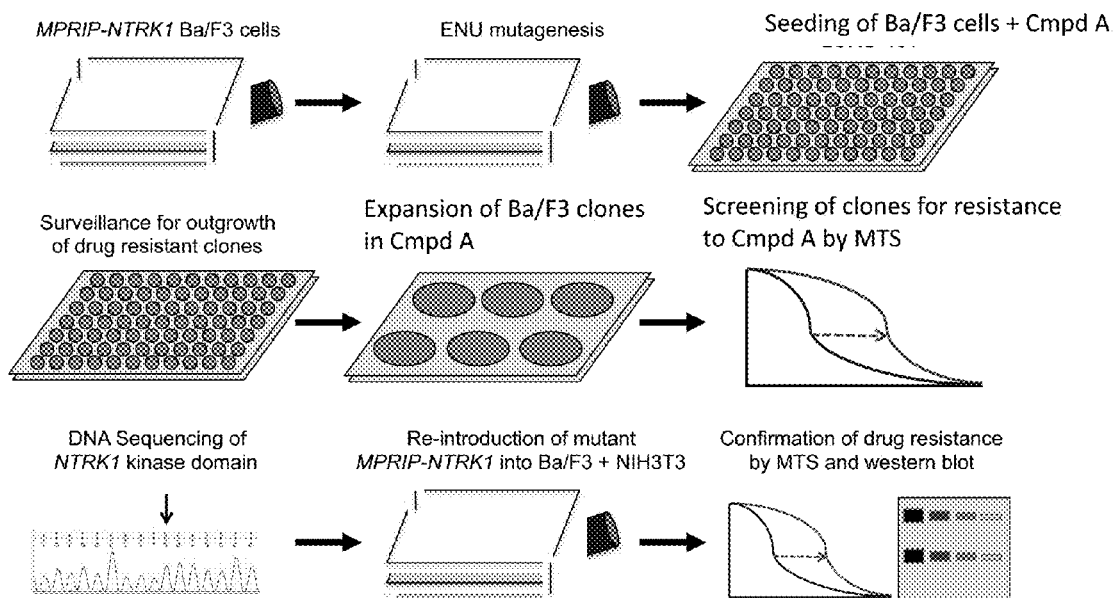 MPRIP-NTRK1 Ba/F3 cells
ENU mutagenesis
Seeding of Ba/F3 cells + Cmpd A
Surveillance for outgrowth
of drug resistant clones
Expansion of Ba/F3 clones
in Cmpd A
Screening of clones for resistance
to Cmpd A by MTS
DNA Sequencing of
NTRK1 kinase domain
Re-introduction of mutant
MPRIP-NTRK1 into Ba/F3 + NIH3T3
Confirmation of drug resistance
by MTS and western blot